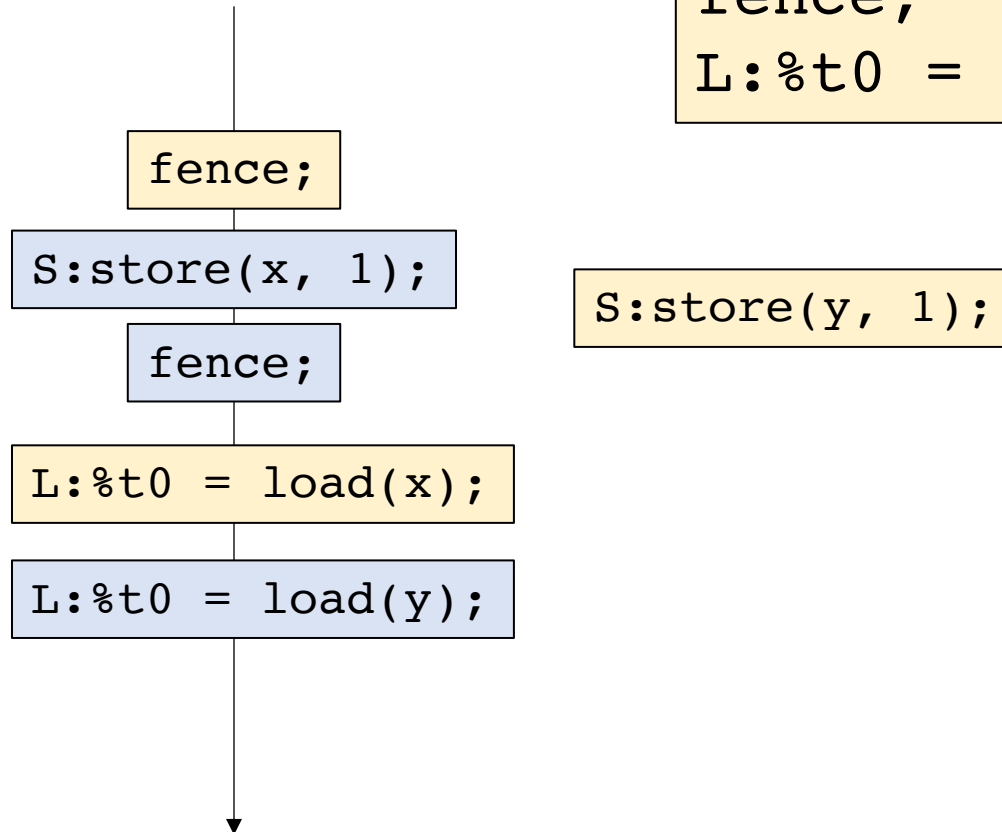 fence;
L:%t0 =
fence;
S:store(x, 1);
S:store(y, 1);
fence;
L:%t0 = load(x);
L:%t0 = load(y);